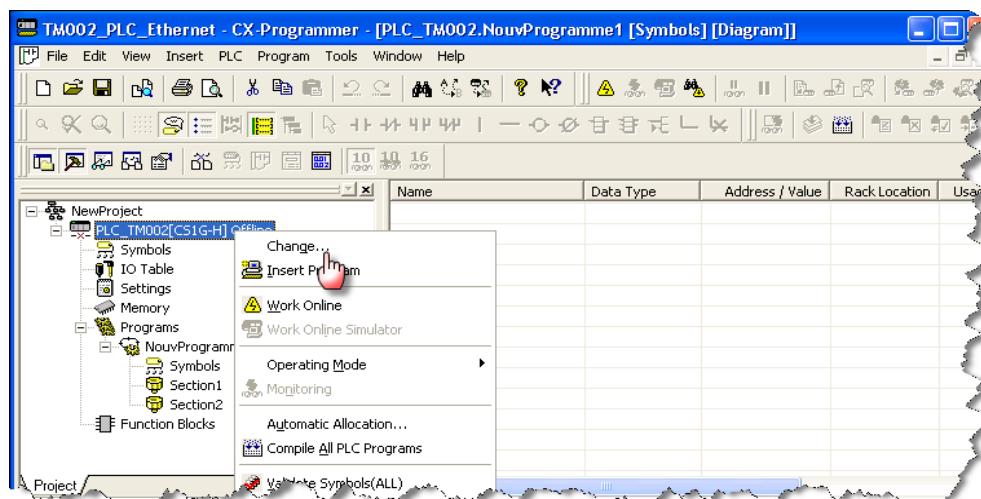 TM002_PLC_Ethernet - CX-Programmer - [PLC_TM002.NouvProgramme1 [Symbols] [Diagram]]
File Edit View Insert PLC Program Tools Window Help
10 10 16
Name Data Type Address / Value Rack Location
NewProject
PLC_TM002[CS1G-H] Offline
Symbols
IO Table
Settings
Memory
Programs
NouvProgramm
Symbols
Section1
Section2
Function Blocks
Project
Change...
Insert Program
Work Online
Work Online Simulator
Operating Mode
Monitoring
Automatic Allocation...
Compile All PLC Programs
Validate Symbols(ALL)